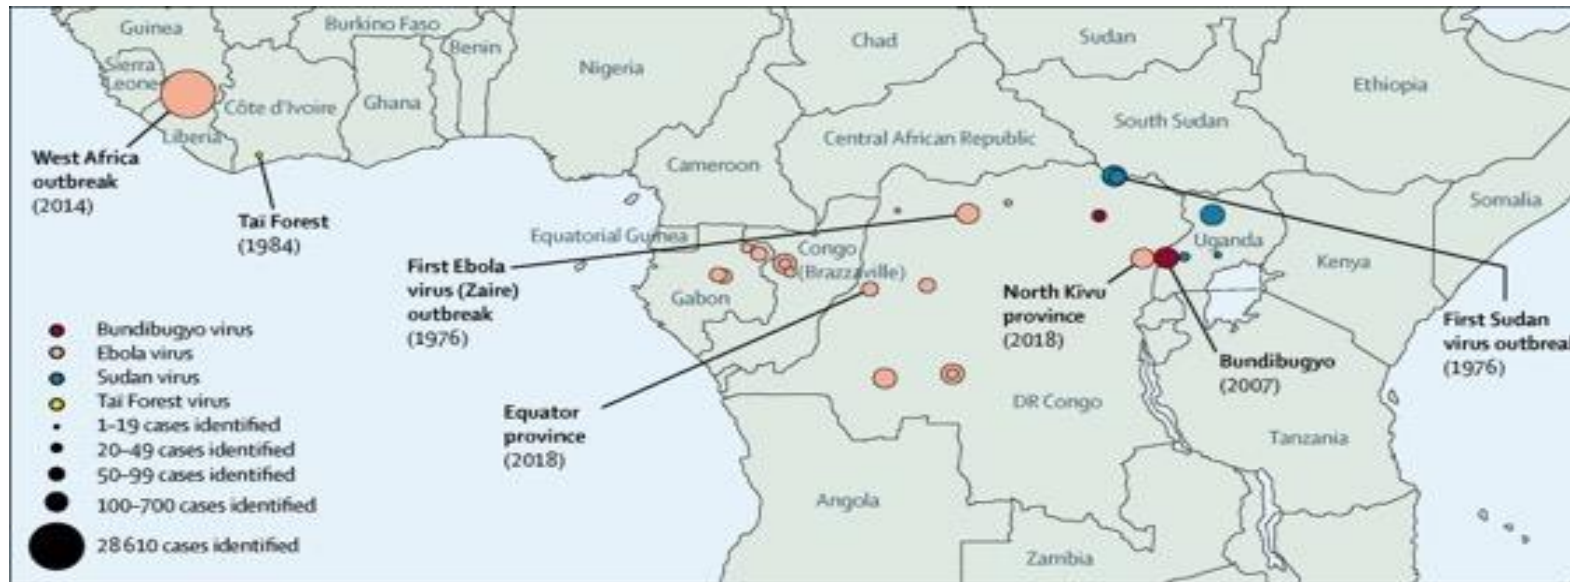 Guinea
Burkino Faso
Benin
Nigeria
Chad
Sudan
Ethiopia
Sierra
Leone
Côte d'Ivoire
Ghana
Liberia
Cameroon
Central African Republic
South Sudan
Somalia
West Africa
outbreak
(2014)
Taï Forest
(1984)
Equatorial Guinea
Congo
(Brazzaville)
Gabon
Uganda
Kenya
First Ebola
virus (Zaire)
outbreak
(1976)
North Kivu
province
(2018)
First Sudan
virus outbreak
(1976)
Bundibugyo
(2007)
Equator
province
(2018)
DR Congo
Tanzania
Angola
Zambia
Bundibugyo virus
Ebola virus
Sudan virus
Taï Forest virus
1–19 cases identified
20–49 cases identified
50–99 cases identified
100–700 cases identified
28 610 cases identified